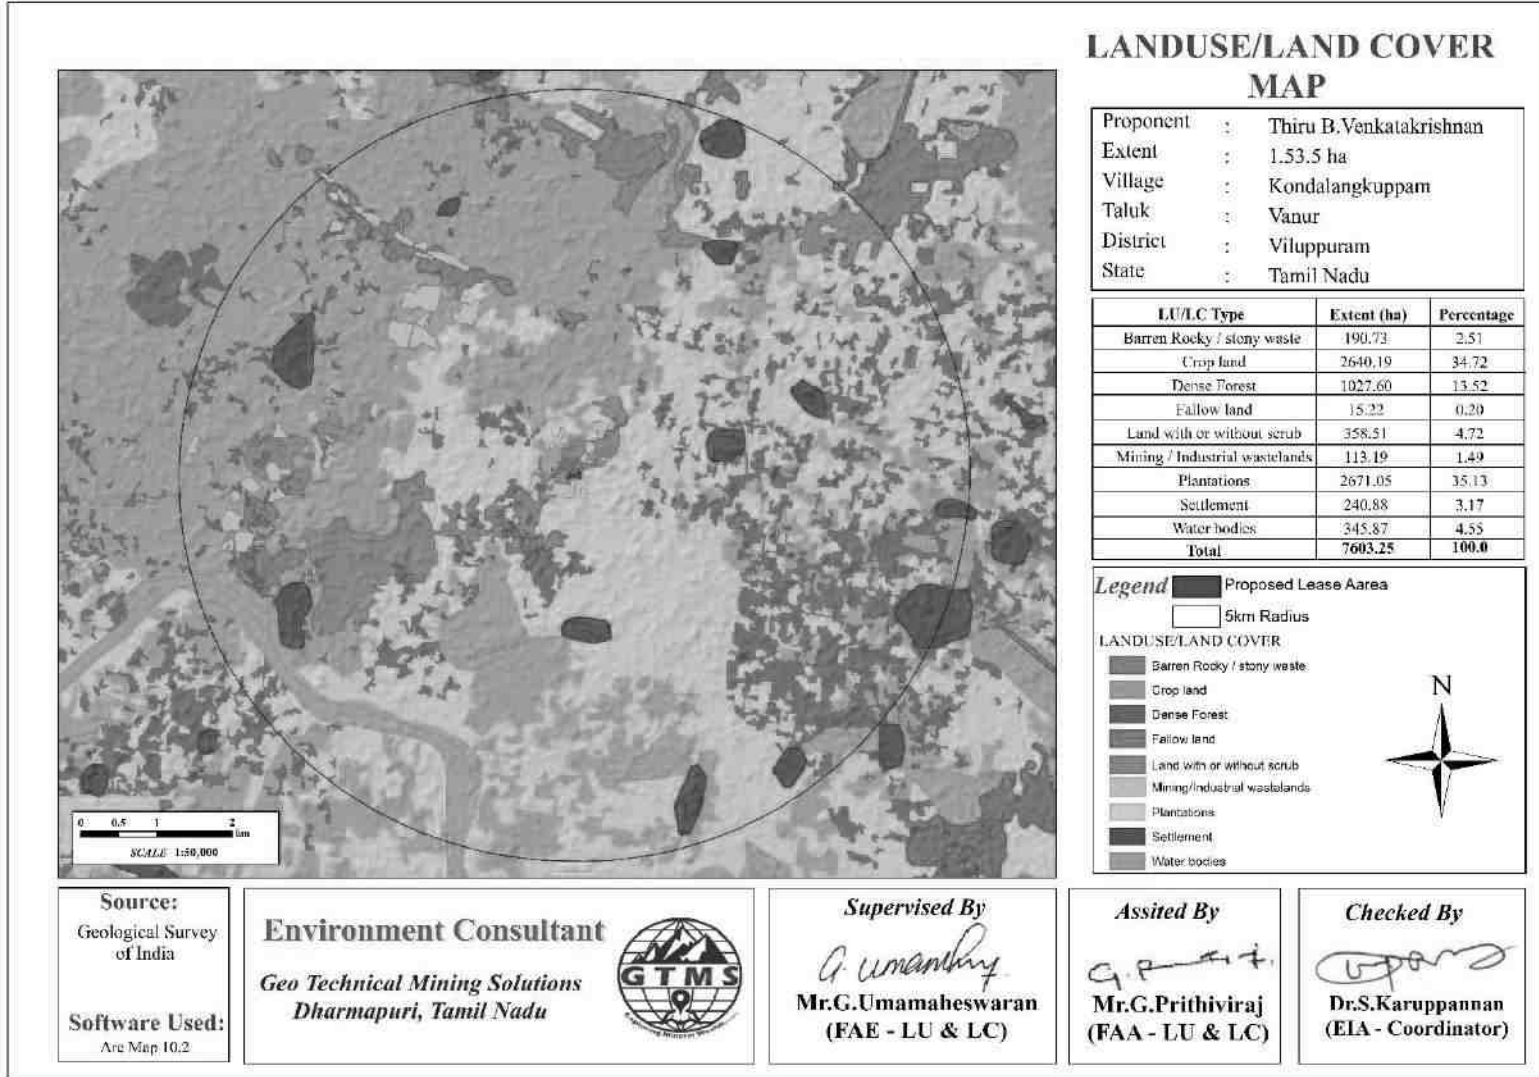 LANDUSE/LAND COVER
MAP
Proponent : Thiru B.Venkatakrishnan
Extent : 1.53.5 ha
Village : Kondalangkuppam
Taluk : Vanur
District : Viluppuram
State : Tamil Nadu
LU/LC Type Extent (ha) Percentage
Barren Rocky / stony waste 190.73 2.51
Crop land 2640.19 34.72
Dense Forest 1027.60 13.52
Fallow land 15.22 0.20
Land with or without scrub 358.51 4.72
Mining / Industrial wastelands 113.19 1.49
Plantations 2671.05 35.13
Settlement 240.88 3.17
Water bodies 345.87 4.55
Total 7603.25 100.0
Legend Proposed Lease Aarea
5km Radius
LANDUSE/LAND COVER
Barren Rocky / stony waste
Crop land
Dense Forest
Fallow land
Land with or without scrub
Mining/Industrial wastelands
Plantations
Settlement
Water bodies
N
0 0.5 1 2
km
SCALE 1:50,000
Source:
Geological Survey
of India
Software Used:
Arc Map 10.2
Environment Consultant
Geo Technical Mining Solutions
Dharmapuri, Tamil Nadu
GTMS
Supervised By
Mr.G.Umamaheswaran
(FAE - LU & LC)
Assited By
Mr.G.Prithiviraj
(FAA - LU & LC)
Checked By
Dr.S.Karuppannan
(EIA - Coordinator)